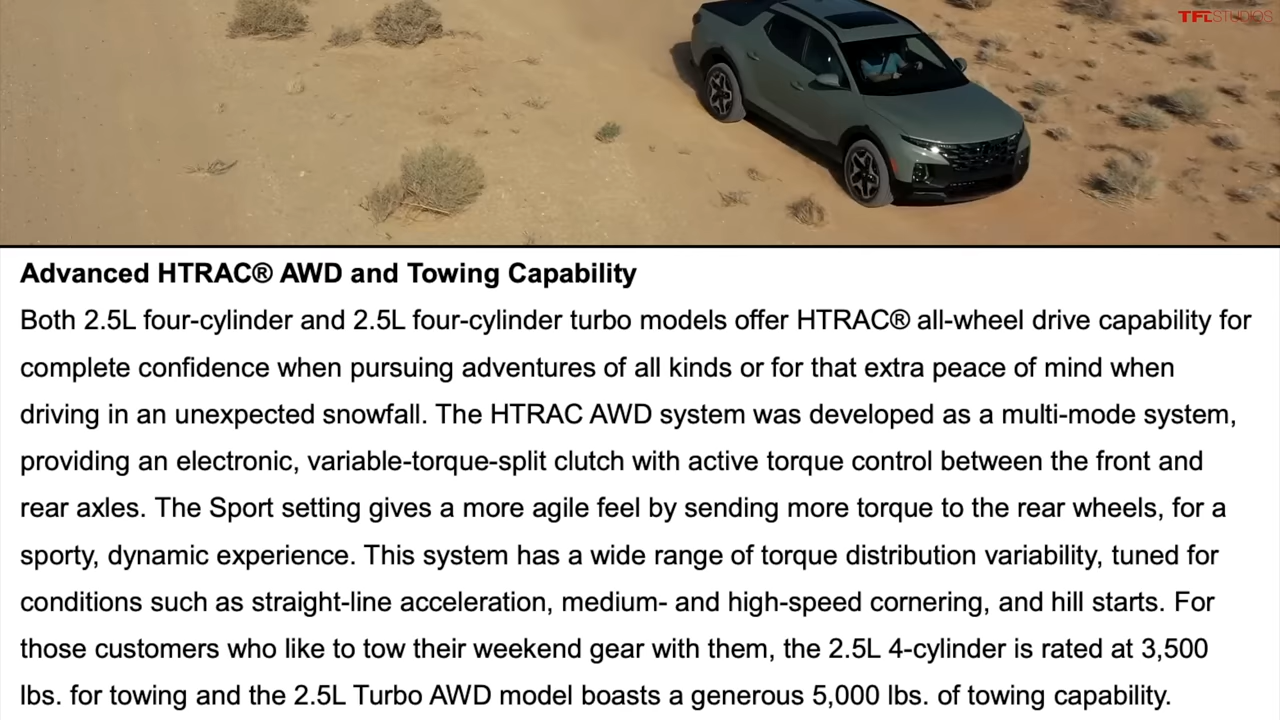 TFLSTUDIOS
Advanced HTRAC® AWD and Towing Capability
Both 2.5L four-cylinder and 2.5L four-cylinder turbo models offer HTRAC® all-wheel drive capability for
complete confidence when pursuing adventures of all kinds or for that extra peace of mind when
driving in an unexpected snowfall. The HTRAC AWD system was developed as a multi-mode system,
providing an electronic, variable-torque-split clutch with active torque control between the front and
rear axles. The Sport setting gives a more agile feel by sending more torque to the rear wheels, for a
sporty, dynamic experience. This system has a wide range of torque distribution variability, tuned for
conditions such as straight-line acceleration, medium- and high-speed cornering, and hill starts. For
those customers who like to tow their weekend gear with them, the 2.5L 4-cylinder is rated at 3,500
lbs. for towing and the 2.5L Turbo AWD model boasts a generous 5,000 lbs. of towing capability.